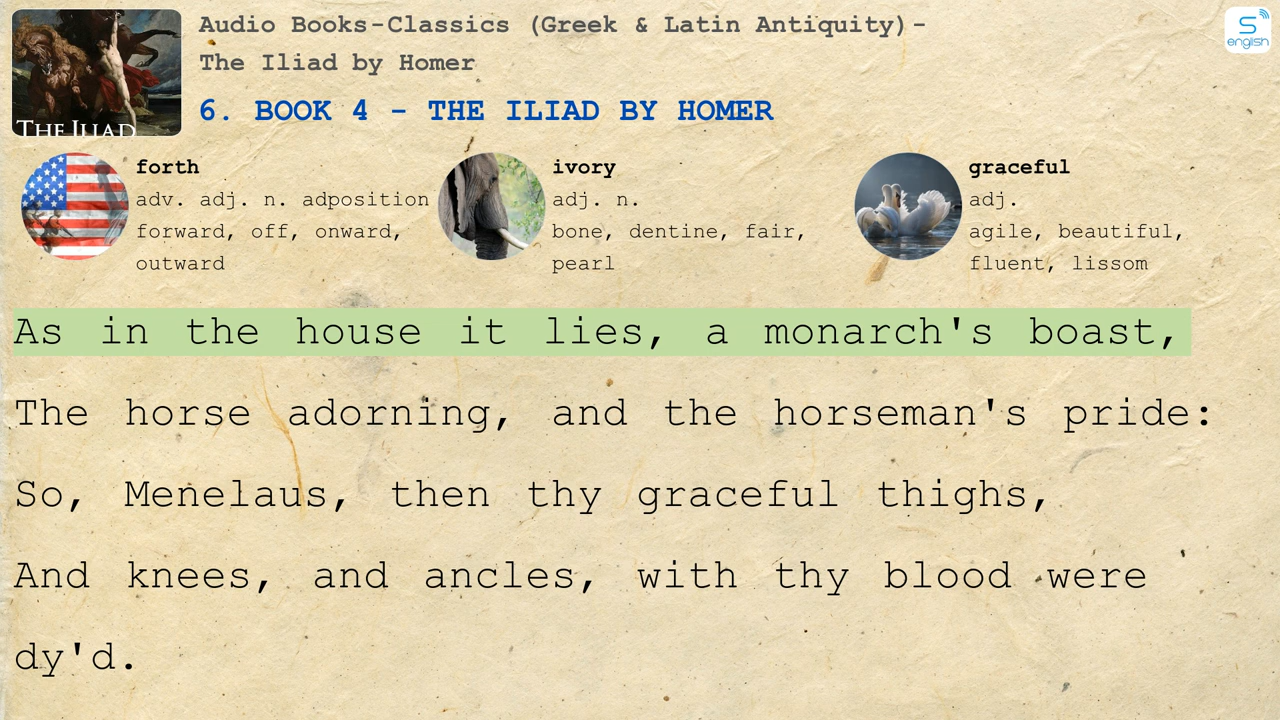 Audio Books-Classics (Greek & Latin Antiquity)-
The Iliad by Homer
6. BOOK 4 - THE ILIAD BY HOMER
THE ILIAD
S
english
forth
adv. adj. n. adposition
forward, off, onward,
outward
ivory
adj. n.
bone, dentine, fair,
pearl
graceful
adj.
agile, beautiful,
fluent, lissom
As in the house it lies, a monarch's boast,
The horse adorning, and the horseman's pride:
So, Menelaus, then thy graceful thighs,
And knees, and ancles, with thy blood were
dy'd.